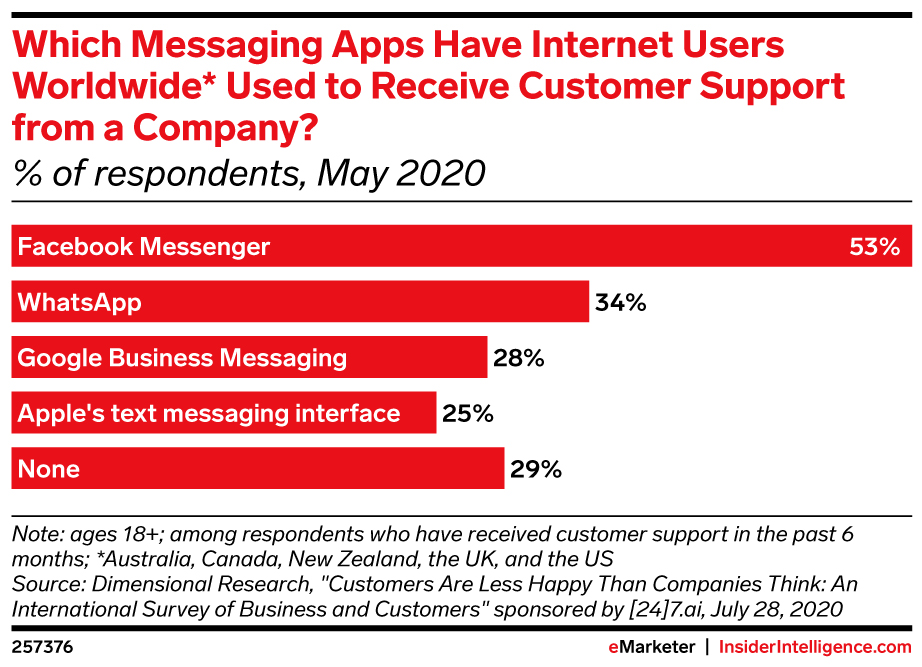 Which Messaging Apps Have Internet Users
Worldwide* Used to Receive Customer Support
from a Company?
% of respondents, May 2020
Facebook Messenger 53%
WhatsApp 34%
Google Business Messaging 28%
Apple's text messaging interface 25%
None 29%
Note: ages 18+; among respondents who have received customer support in the past 6
months; *Australia, Canada, New Zealand, the UK, and the US
Source: Dimensional Research, "Customers Are Less Happy Than Companies Think: An
International Survey of Business and Customers" sponsored by [24]7.ai, July 28, 2020
257376 eMarketer | InsiderIntelligence.com